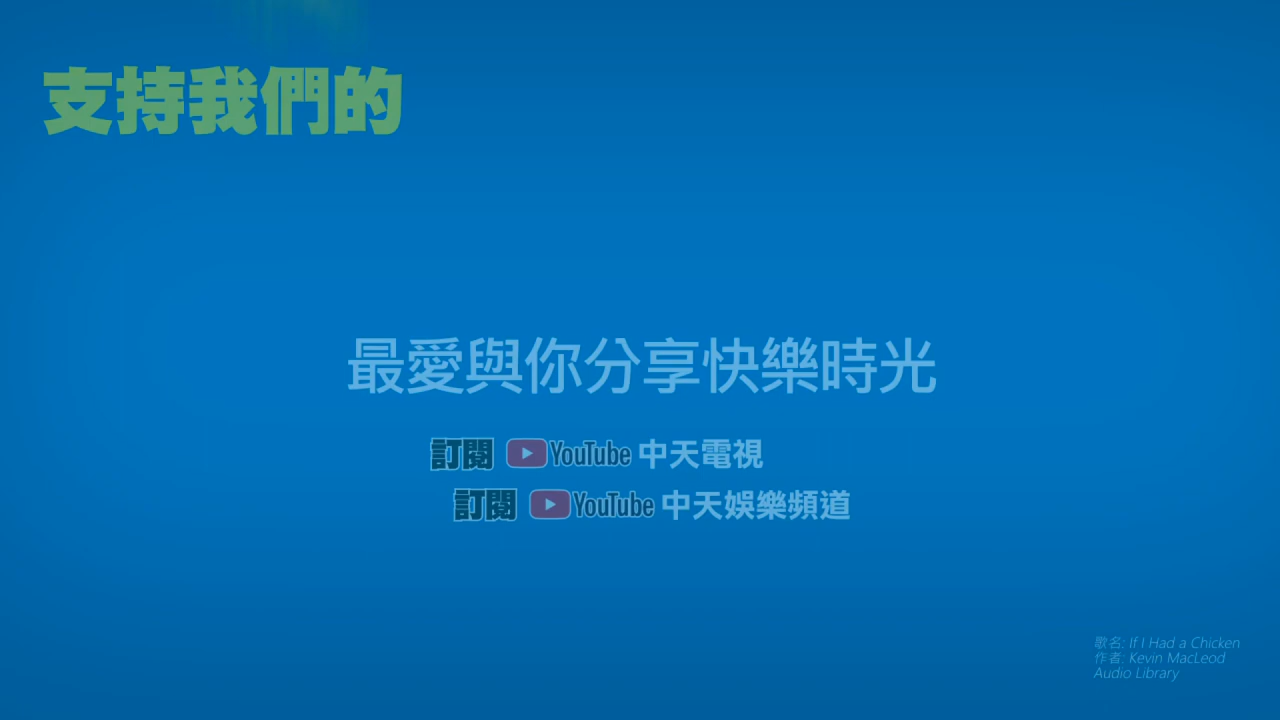 支持我們的
最愛與你分享快樂時光
訂閱 YouTube 中天電視
訂閱 YouTube 中天娛樂頻道
歌名: If I Had a Chicken
作者: Kevin MacLeod
Audio Library